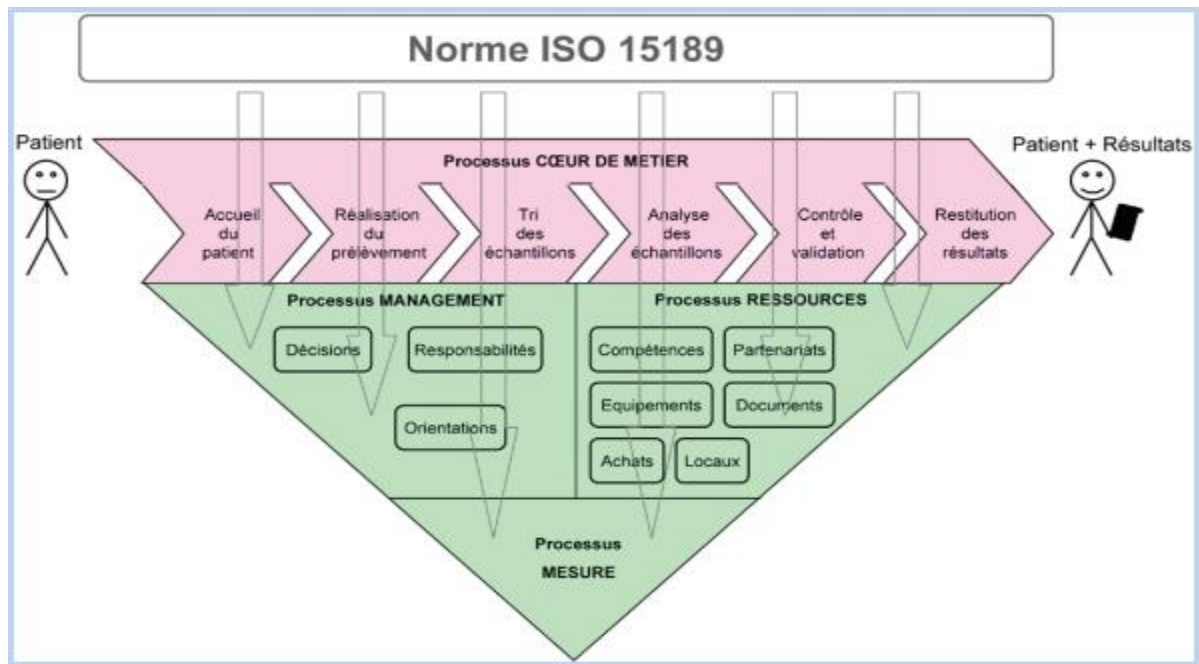 Norme ISO 15189
Patient
Patient + Résultats
Processus CŒUR DE METIER
Accueil
du
patient
Réalisation
du
prélèvement
Tri
des
échantillons
Analyse
des
échantillons
Contrôle
et
validation
Restitution
des
résultats
Processus MANAGEMENT
Décisions
Responsabilités
Orientations
Processus RESSOURCES
Compétences
Partenariats
Equipements
Documents
Achats
Locaux
Processus
MESURE